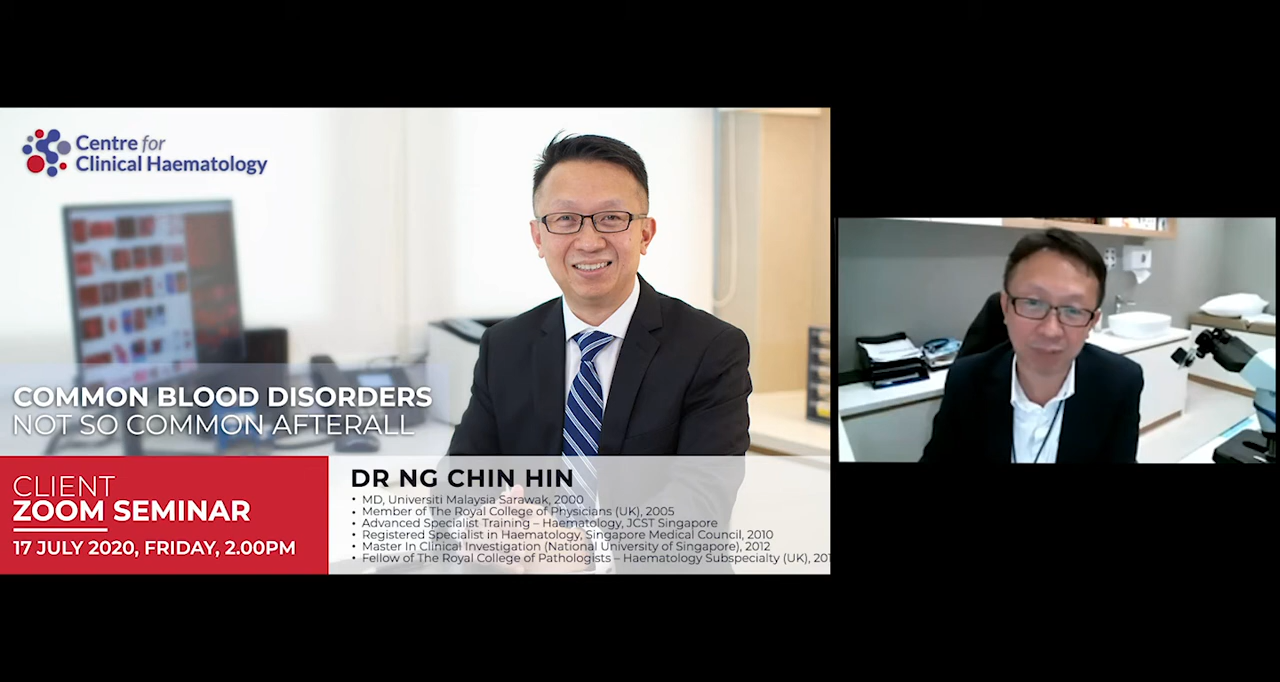 Centre for
Clinical Haematology
COMMON BLOOD DISORDERS
NOT SO COMMON AFTERALL
CLIENT
ZOOM SEMINAR
17 JULY 2020, FRIDAY, 2.00PM
DR NG CHIN HIN
• MD, Universiti Malaysia Sarawak, 2000
• Member of The Royal College of Physicians (UK), 2005
• Advanced Specialist Training – Haematology, JCST Singapore
• Registered Specialist in Haematology, Singapore Medical Council, 2010
• Master In Clinical Investigation (National University of Singapore), 2012
• Fellow of The Royal College of Pathologists – Haematology Subspecialty (UK),